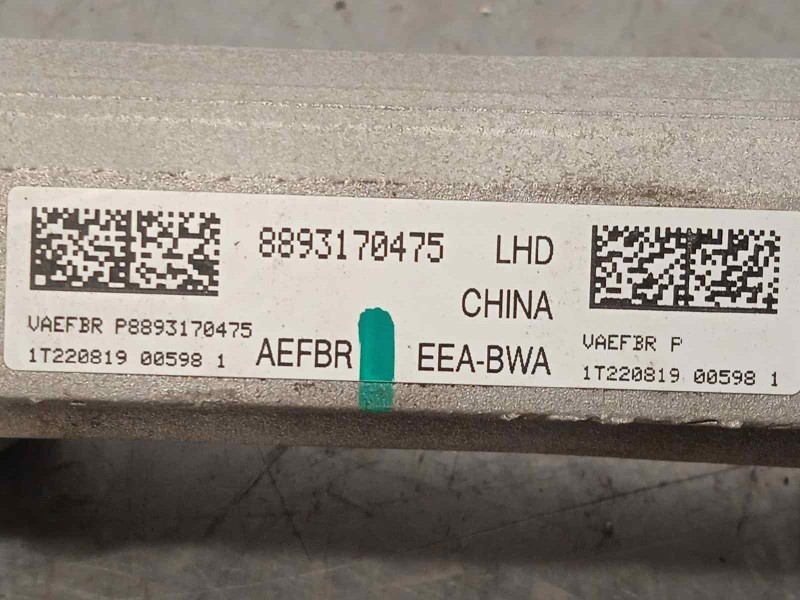 8893170475 LHD
CHINA
VAEFBR P8893170475
1T220819 00598 1
AEFBR
EEA-BWA
VAEFBR P
1T220819 00598 1